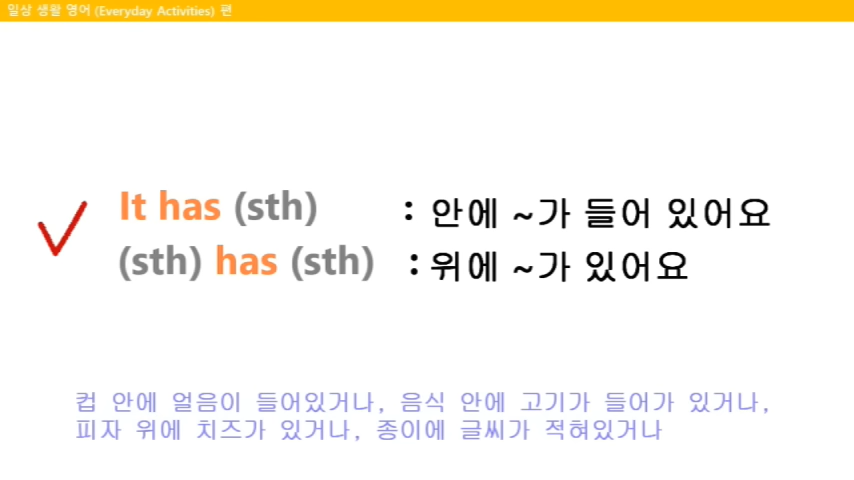 일상 생활 영어 (Everyday Activities) 편
It has (sth) : 안에 ~가 들어 있어요
(sth) has (sth) : 위에 ~가 있어요
컵 안에 얼음이 들어있거나, 음식 안에 고기가 들어가 있거나,
피자 위에 치즈가 있거나, 종이에 글씨가 적혀있거나